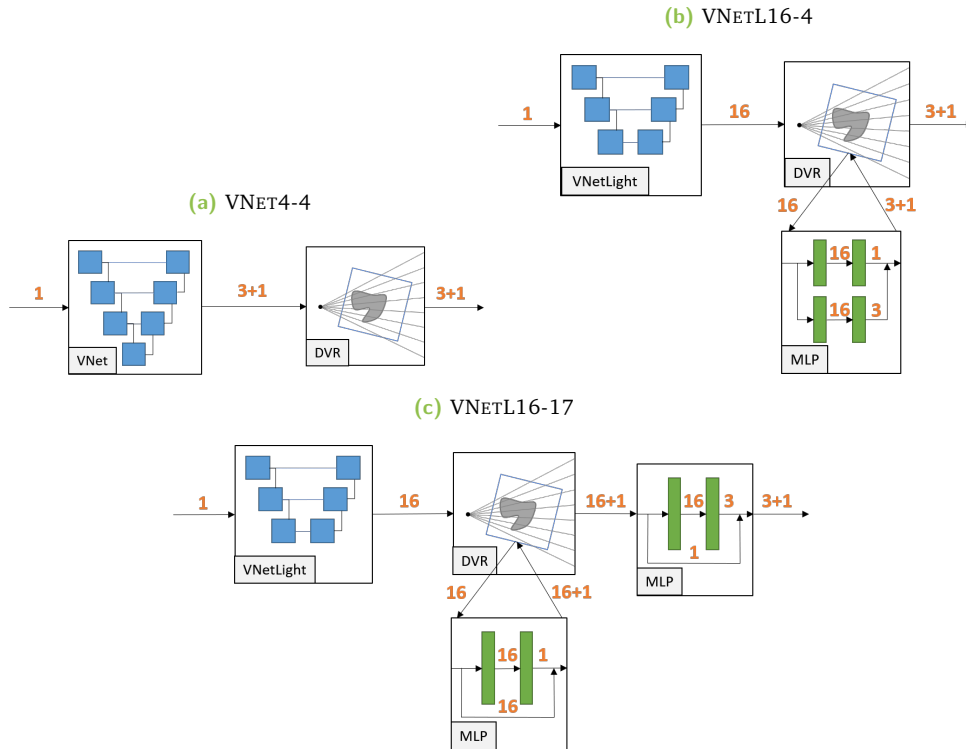 (b) VNETL16-4
1
16
3+1
VNetLight
DVR
16
3+1
16
1
16
3
MLP
(a) VNET4-4
1
3+1
3+1
VNet
DVR
(c) VNETL16-17
1
16
16+1
16
3
3+1
1
VNetLight
DVR
MLP
16
16+1
16
1
16
MLP